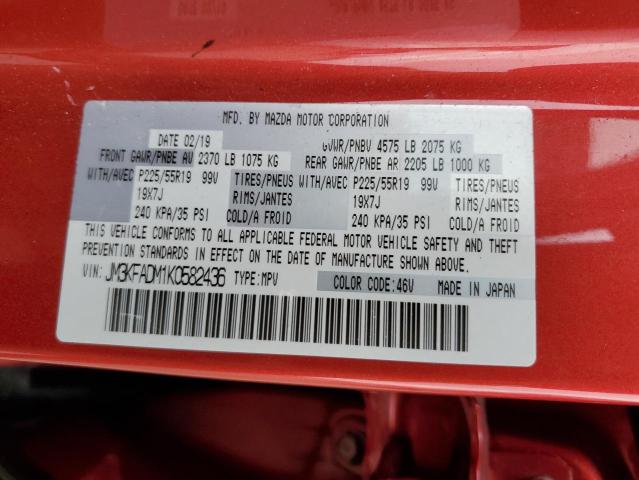 MFD. BY MAZDA MOTOR CORPORATION
DATE 02/19 GVWR/PNBV 4575 LB 2075 KG
FRONT GAWR/PNBE AV 2370 LB 1075 KG REAR GAWR/PNBE AR 2205 LB 1000 KG
WITH/AVEC P225/55R19 99V TIRES/PNEUS WITH/AVEC P225/55R19 99V TIRES/PNEUS
19X7J RIMS/JANTES 19X7J RIMS/JANTES
240 KPA/35 PSI COLD/A FROID 240 KPA/35 PSI COLD/A FROID
THIS VEHICLE CONFORMS TO ALL APPLICABLE FEDERAL MOTOR VEHICLE SAFETY AND THEFT
PREVENTION STANDARDS IN EFFECT ON THE DATE OF MANUFACTURE SHOWN ABOVE.
VIN: JM3KFADM1K0582436 TYPE:MPV COLOR CODE:46V MADE IN JAPAN